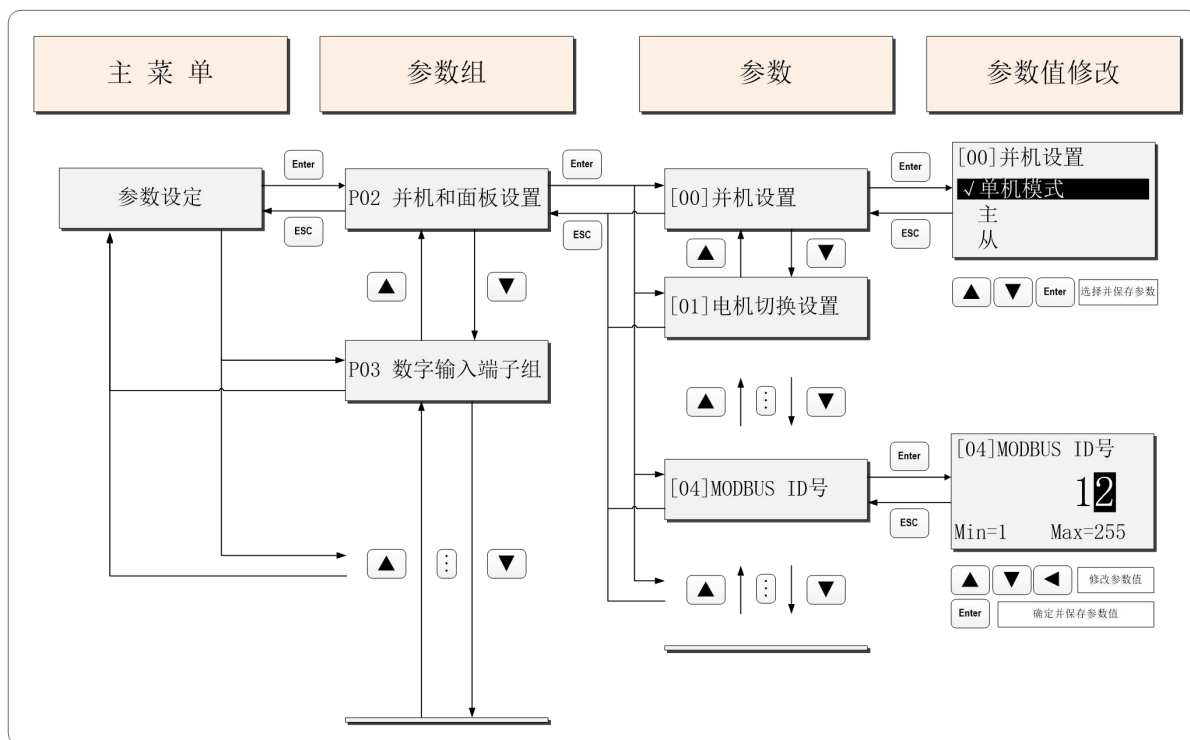 主 菜 单
参数组
参数
参数值修改
参数设定
Enter
ESC
P02 并机和面板设置
Enter
ESC
[00]并机设置
Enter
ESC
[00]并机设置
√单机模式
主
从
▲ ▼ Enter 选择并保存参数
▲ ▼
▲ ▼
[01]电机切换设置
P03 数字输入端子组
▲ ⋮ ▼
[04]MODBUS ID号
Enter
ESC
[04]MODBUS ID号
12
Min=1 Max=255
▲ ▼ ◀ 修改参数值
Enter 确定并保存参数值
▲ ⋮ ▼
▲ ⋮ ▼